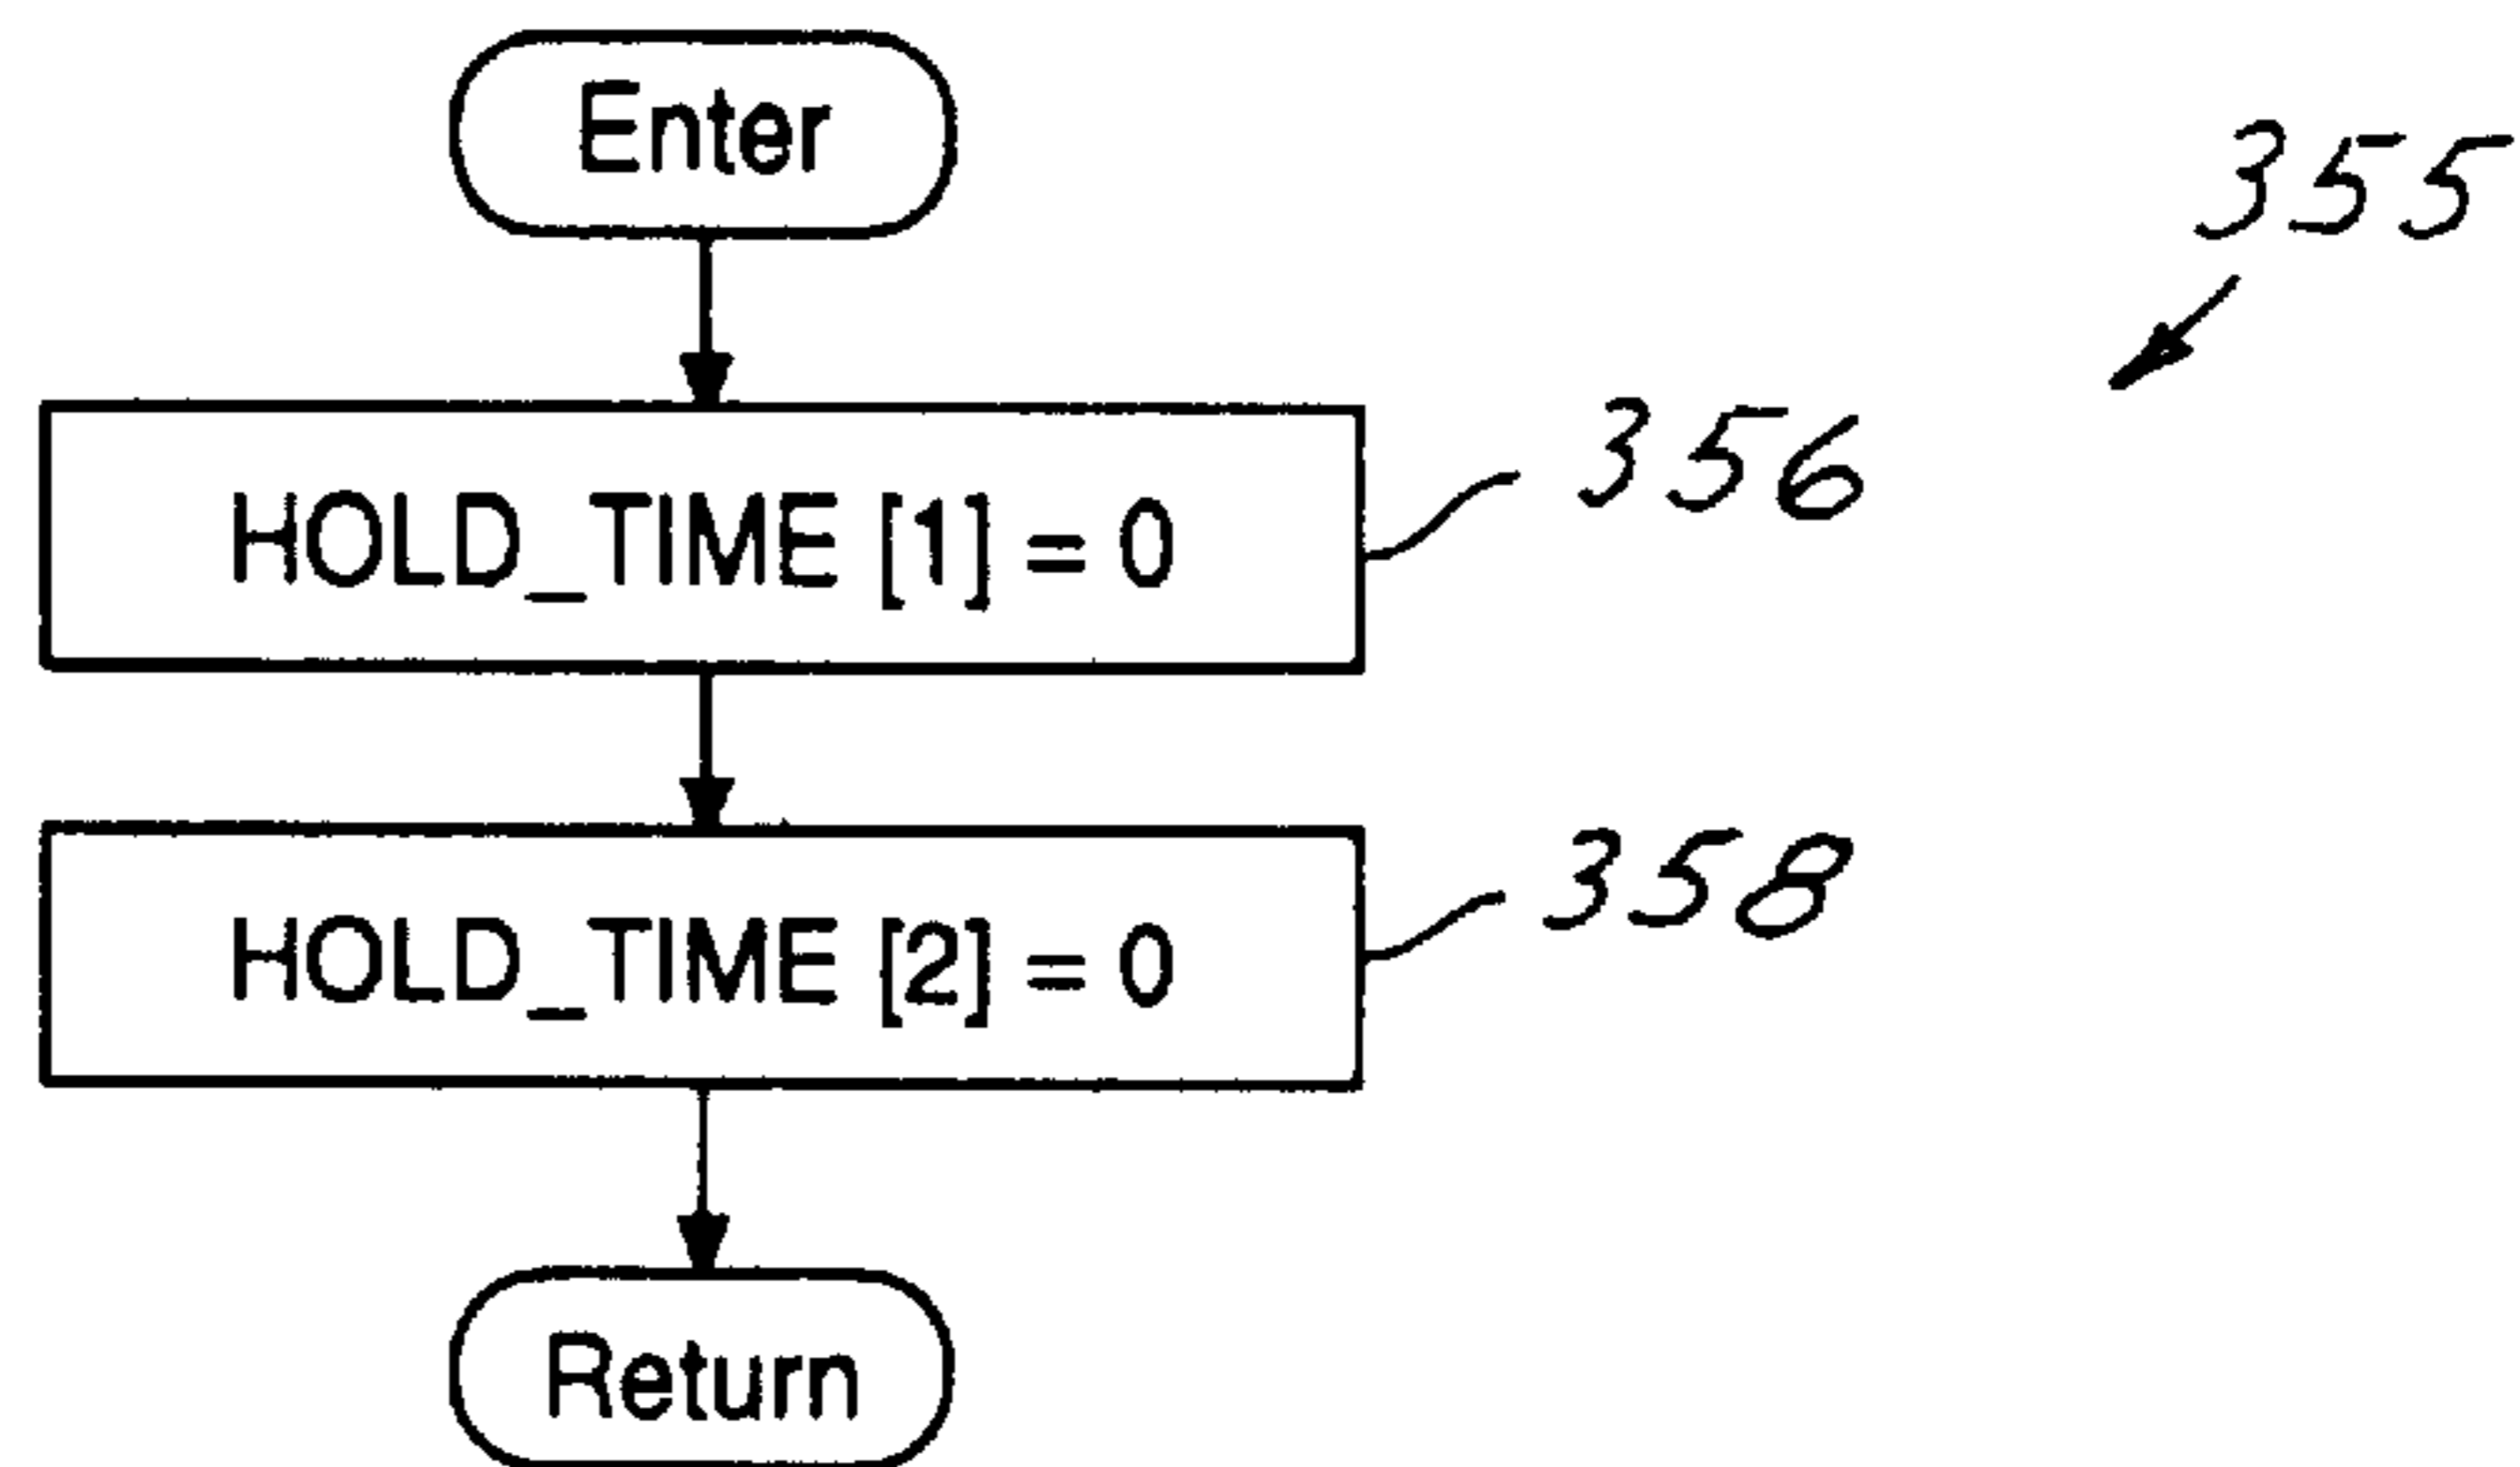 Enter
355
HOLD_TIME [1] = 0
356
HOLD_TIME [2] = 0
358
Return